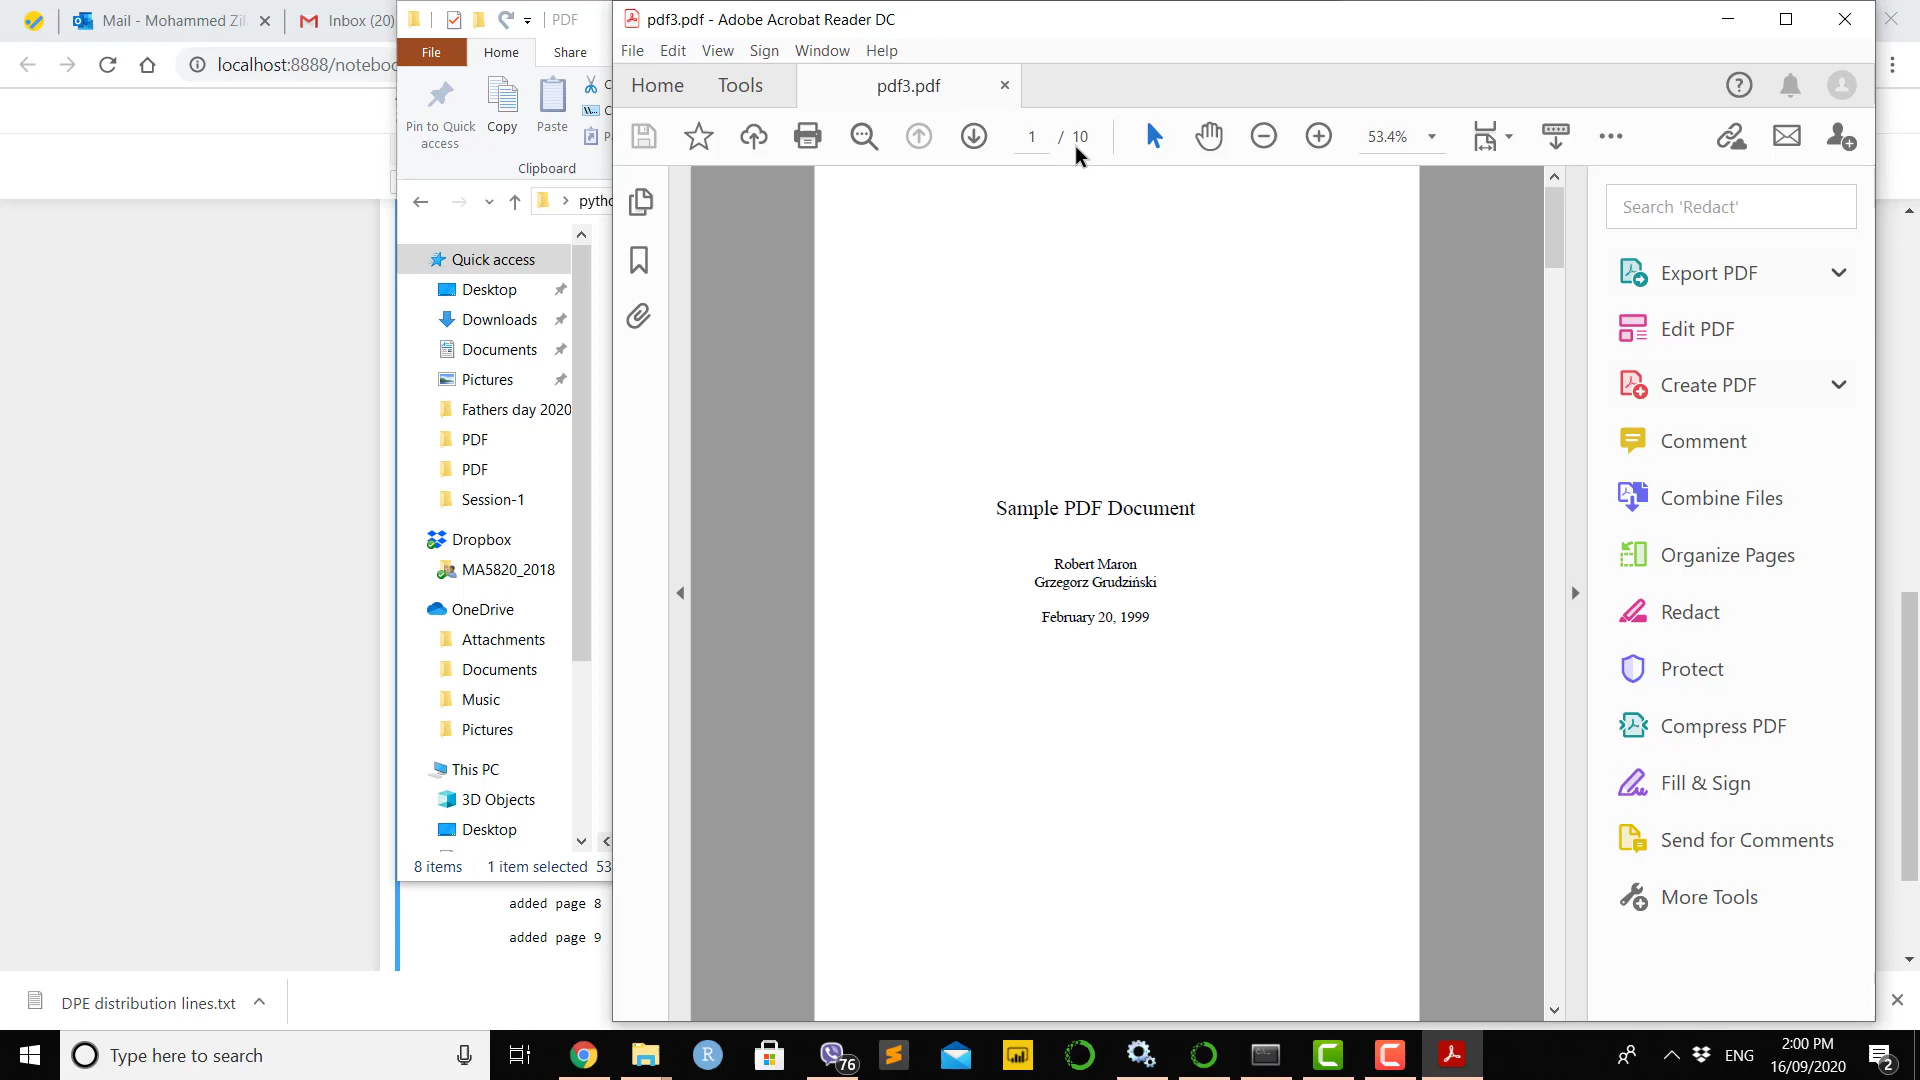 Mail - Mohammed Zil
Inbox (20)
localhost:8888/noteboo
PDF
File
Home
Share
Pin to Quick
access
Copy
Paste
Clipboard
pytho
Quick access
Desktop
Downloads
Documents
Pictures
Fathers day 2020
PDF
PDF
Session-1
Dropbox
MA5820_2018
OneDrive
Attachments
Documents
Music
Pictures
This PC
3D Objects
Desktop
8 items 1 item selected 53
added page 8
added page 9
pdf3.pdf - Adobe Acrobat Reader DC
File Edit View Sign Window Help
Home Tools pdf3.pdf
1 / 10
53.4%
Sample PDF Document
Robert Maron
Grzegorz Grudziński
February 20, 1999
Search 'Redact'
Export PDF
Edit PDF
Create PDF
Comment
Combine Files
Organize Pages
Redact
Protect
Compress PDF
Fill & Sign
Send for Comments
More Tools
DPE distribution lines.txt
Type here to search
76
ENG
2:00 PM
16/09/2020
2